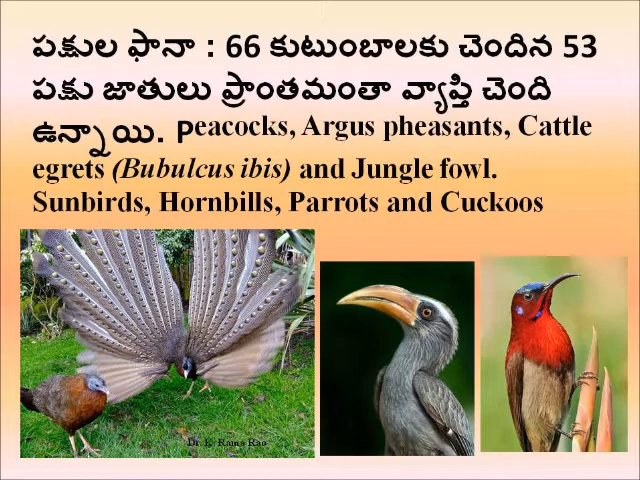 పక్షుల ఫానా : 66 కుటుంబాలకు చెందిన 53
పక్షు జాతులు ప్రాంతమంతా వ్యాప్తి చెంది
ఉన్నాయి. Peacocks, Argus pheasants, Cattle
egrets (Bubulcus ibis) and Jungle fowl.
Sunbirds, Hornbills, Parrots and Cuckoos
Dr. K. Rama Rao